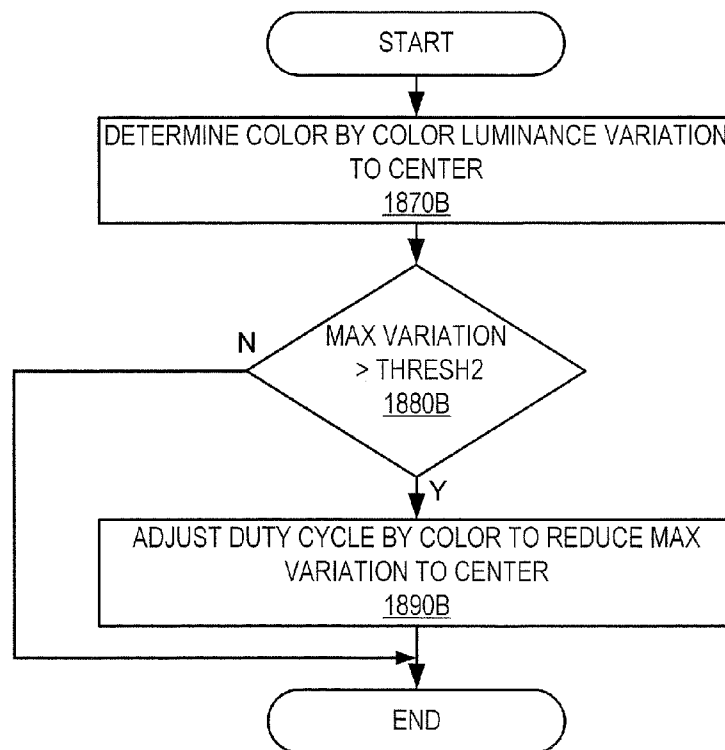 START
DETERMINE COLOR BY COLOR LUMINANCE VARIATION
TO CENTER
1870B
MAX VARIATION
> THRESH2
1880B
N
Y
ADJUST DUTY CYCLE BY COLOR TO REDUCE MAX
VARIATION TO CENTER
1890B
END